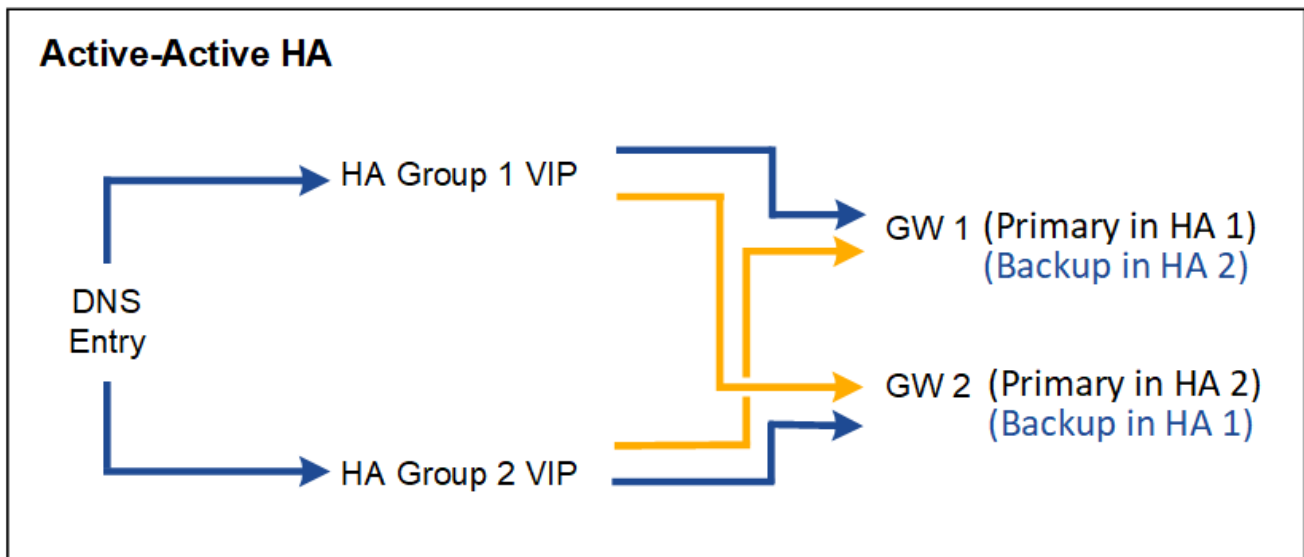 Active-Active HA
HA Group 1 VIP
GW 1 (Primary in HA 1)
(Backup in HA 2)
DNS
Entry
GW 2 (Primary in HA 2)
(Backup in HA 1)
HA Group 2 VIP